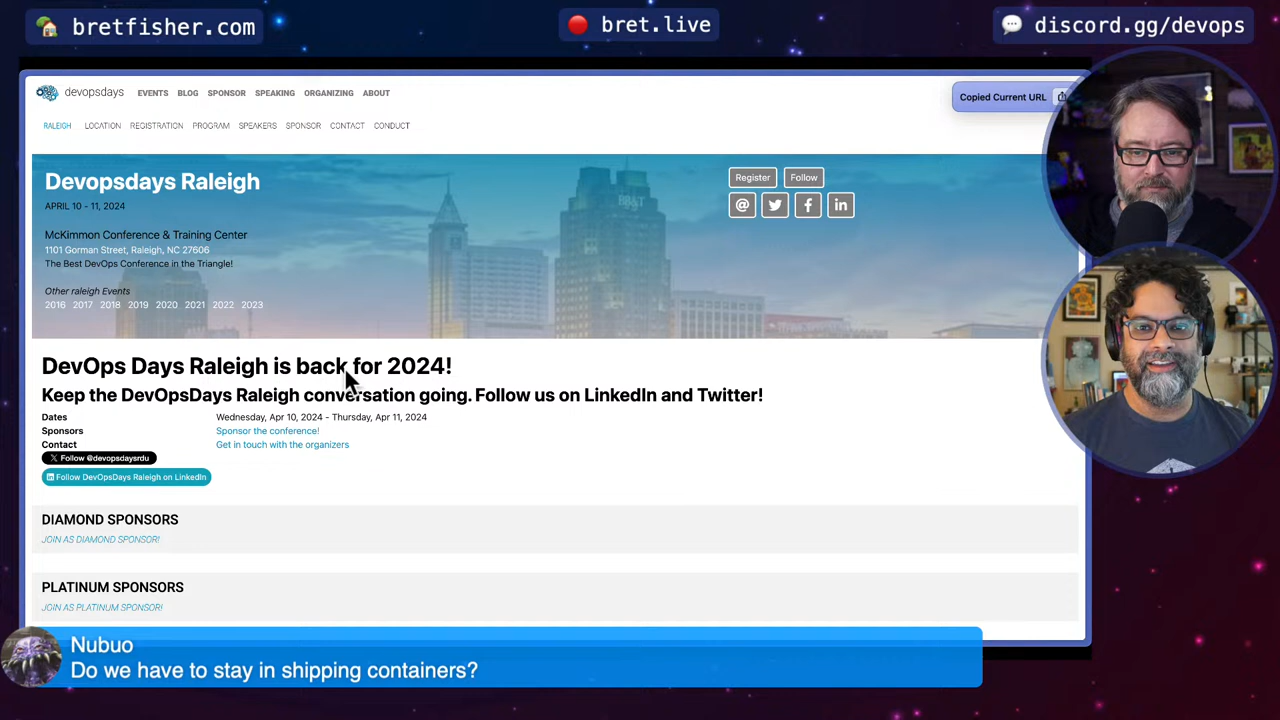 bretfisher.com
bret.live
discord.gg/devops
devopsdays EVENTS BLOG SPONSOR SPEAKING ORGANIZING ABOUT
Copied Current URL
RALEIGH LOCATION REGISTRATION PROGRAM SPEAKERS SPONSOR CONTACT CONDUCT
Devopsdays Raleigh
Register Follow
APRIL 10 - 11, 2024
BB&T
McKimmon Conference & Training Center
1101 Gorman Street, Raleigh, NC 27606
The Best DevOps Conference in the Triangle!
Other raleigh Events
2016 2017 2018 2019 2020 2021 2022 2023
DevOps Days Raleigh is back for 2024!
Keep the DevOpsDays Raleigh conversation going. Follow us on LinkedIn and Twitter!
Dates Wednesday, Apr 10, 2024 - Thursday, Apr 11, 2024
Sponsors Sponsor the conference!
Contact Get in touch with the organizers
X Follow @devopsdaysrdu
in Follow DevOpsDays Raleigh on LinkedIn
DIAMOND SPONSORS
JOIN AS DIAMOND SPONSOR!
PLATINUM SPONSORS
JOIN AS PLATINUM SPONSOR!
Nubuo
Do we have to stay in shipping containers?